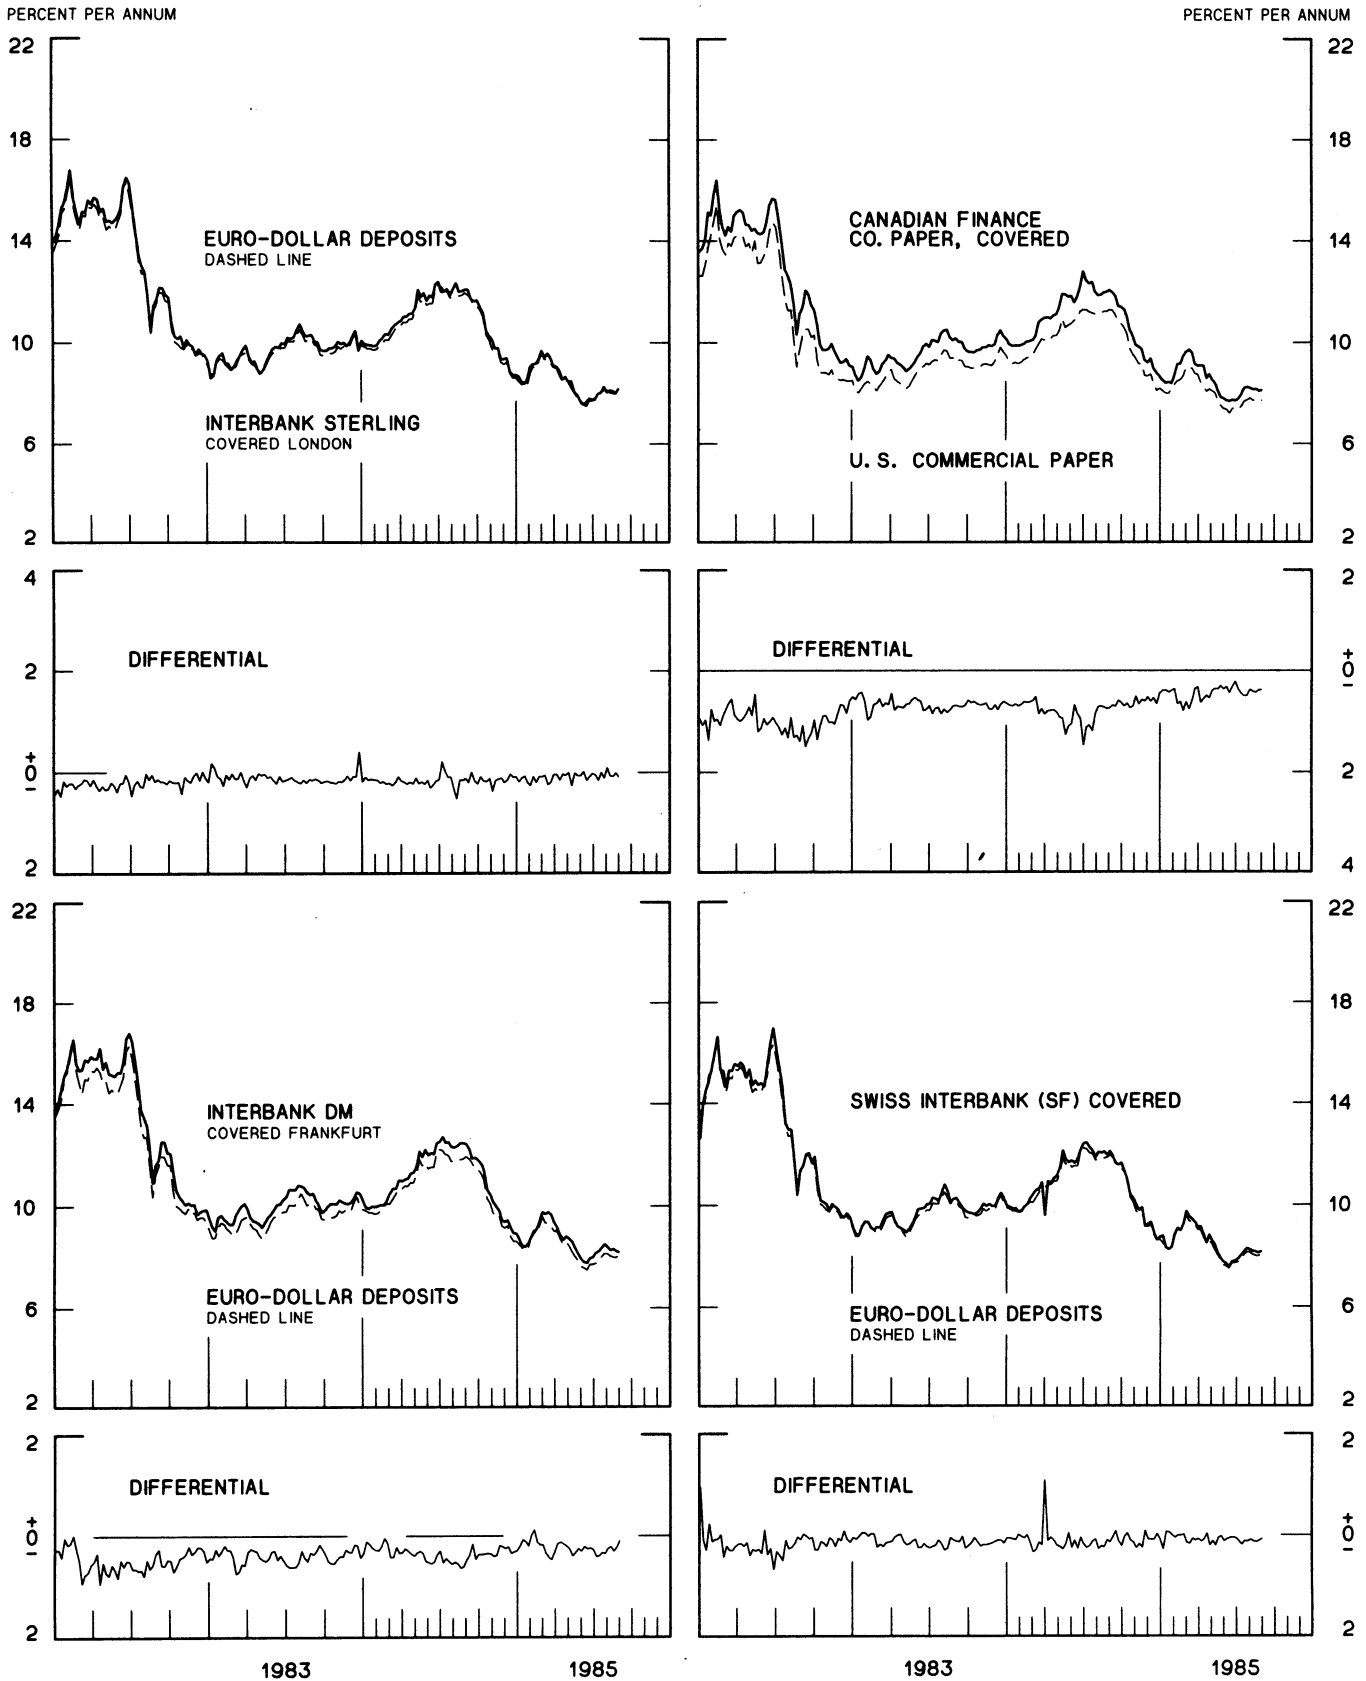 PERCENT PER ANNUM
22
18
14
10
6
2
EURO-DOLLAR DEPOSITS
DASHED LINE
INTERBANK STERLING
COVERED LONDON
4
2
+
0
−
2
DIFFERENTIAL
22
18
14
10
6
2
INTERBANK DM
COVERED FRANKFURT
EURO-DOLLAR DEPOSITS
DASHED LINE
2
+
0
−
2
DIFFERENTIAL
1983 1985
PERCENT PER ANNUM
22
18
14
10
6
2
CANADIAN FINANCE
CO. PAPER, COVERED
U. S. COMMERCIAL PAPER
2
+
0
−
2
4
DIFFERENTIAL
22
18
14
10
6
2
SWISS INTERBANK (SF) COVERED
EURO-DOLLAR DEPOSITS
DASHED LINE
2
+
0
−
2
DIFFERENTIAL
1983 1985